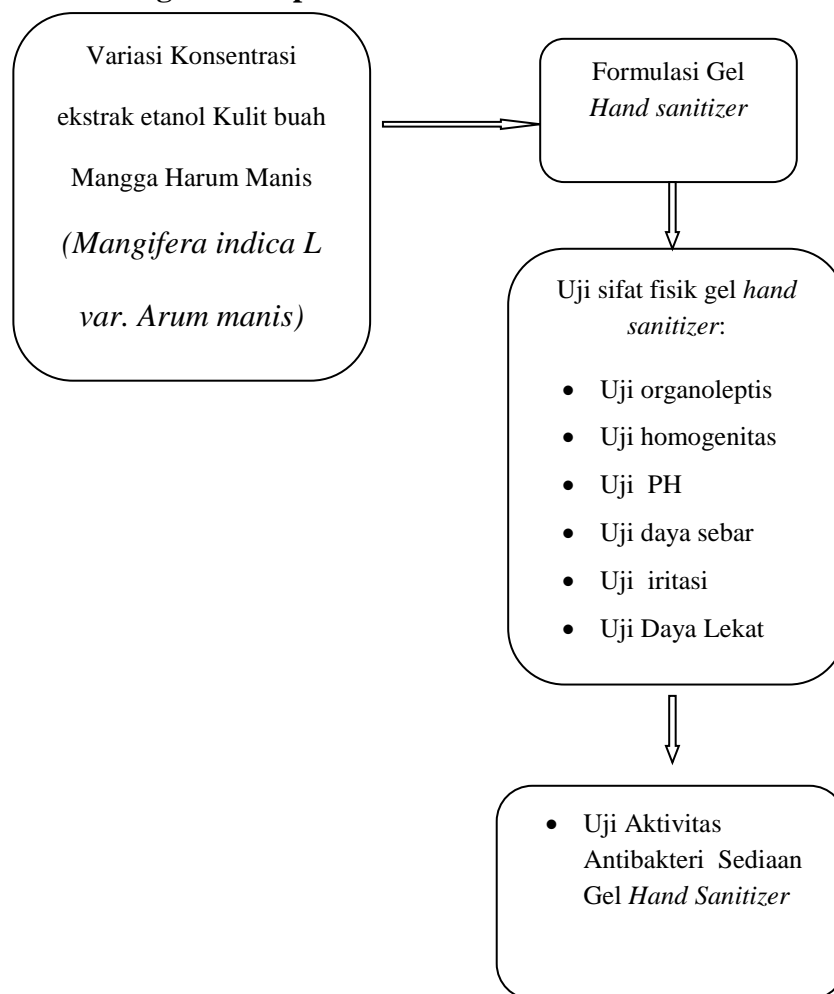 Variasi Konsentrasi
ekstrak etanol Kulit buah
Mangga Harum Manis
(Mangifera indica L
var. Arum manis)
Formulasi Gel
Hand sanitizer
Uji sifat fisik gel hand
sanitizer:
• Uji organoleptis
• Uji homogenitas
• Uji PH
• Uji daya sebar
• Uji iritasi
• Uji Daya Lekat
• Uji Aktivitas
Antibakteri Sediaan
Gel Hand Sanitizer